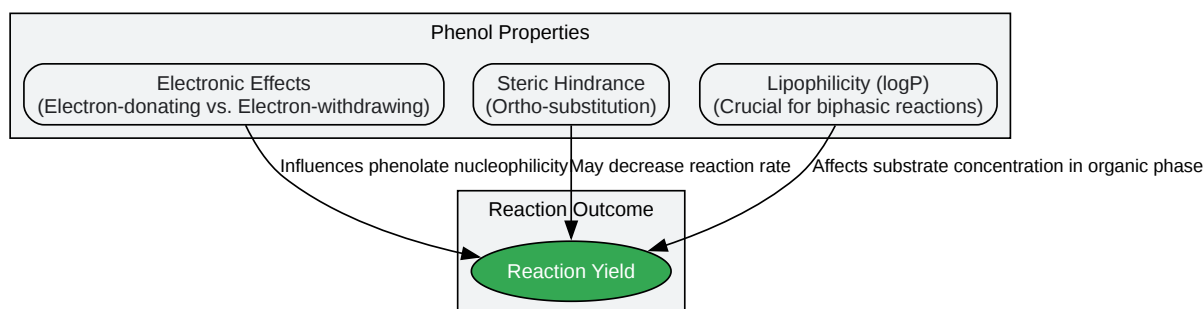 Phenol Properties
Electronic Effects
(Electron-donating vs. Electron-withdrawing)
Steric Hindrance
(Ortho-substitution)
Lipophilicity (logP)
(Crucial for biphasic reactions)
Influences phenolate nucleophilicity
May decrease reaction rate
Affects substrate concentration in organic phase
Reaction Outcome
Reaction Yield